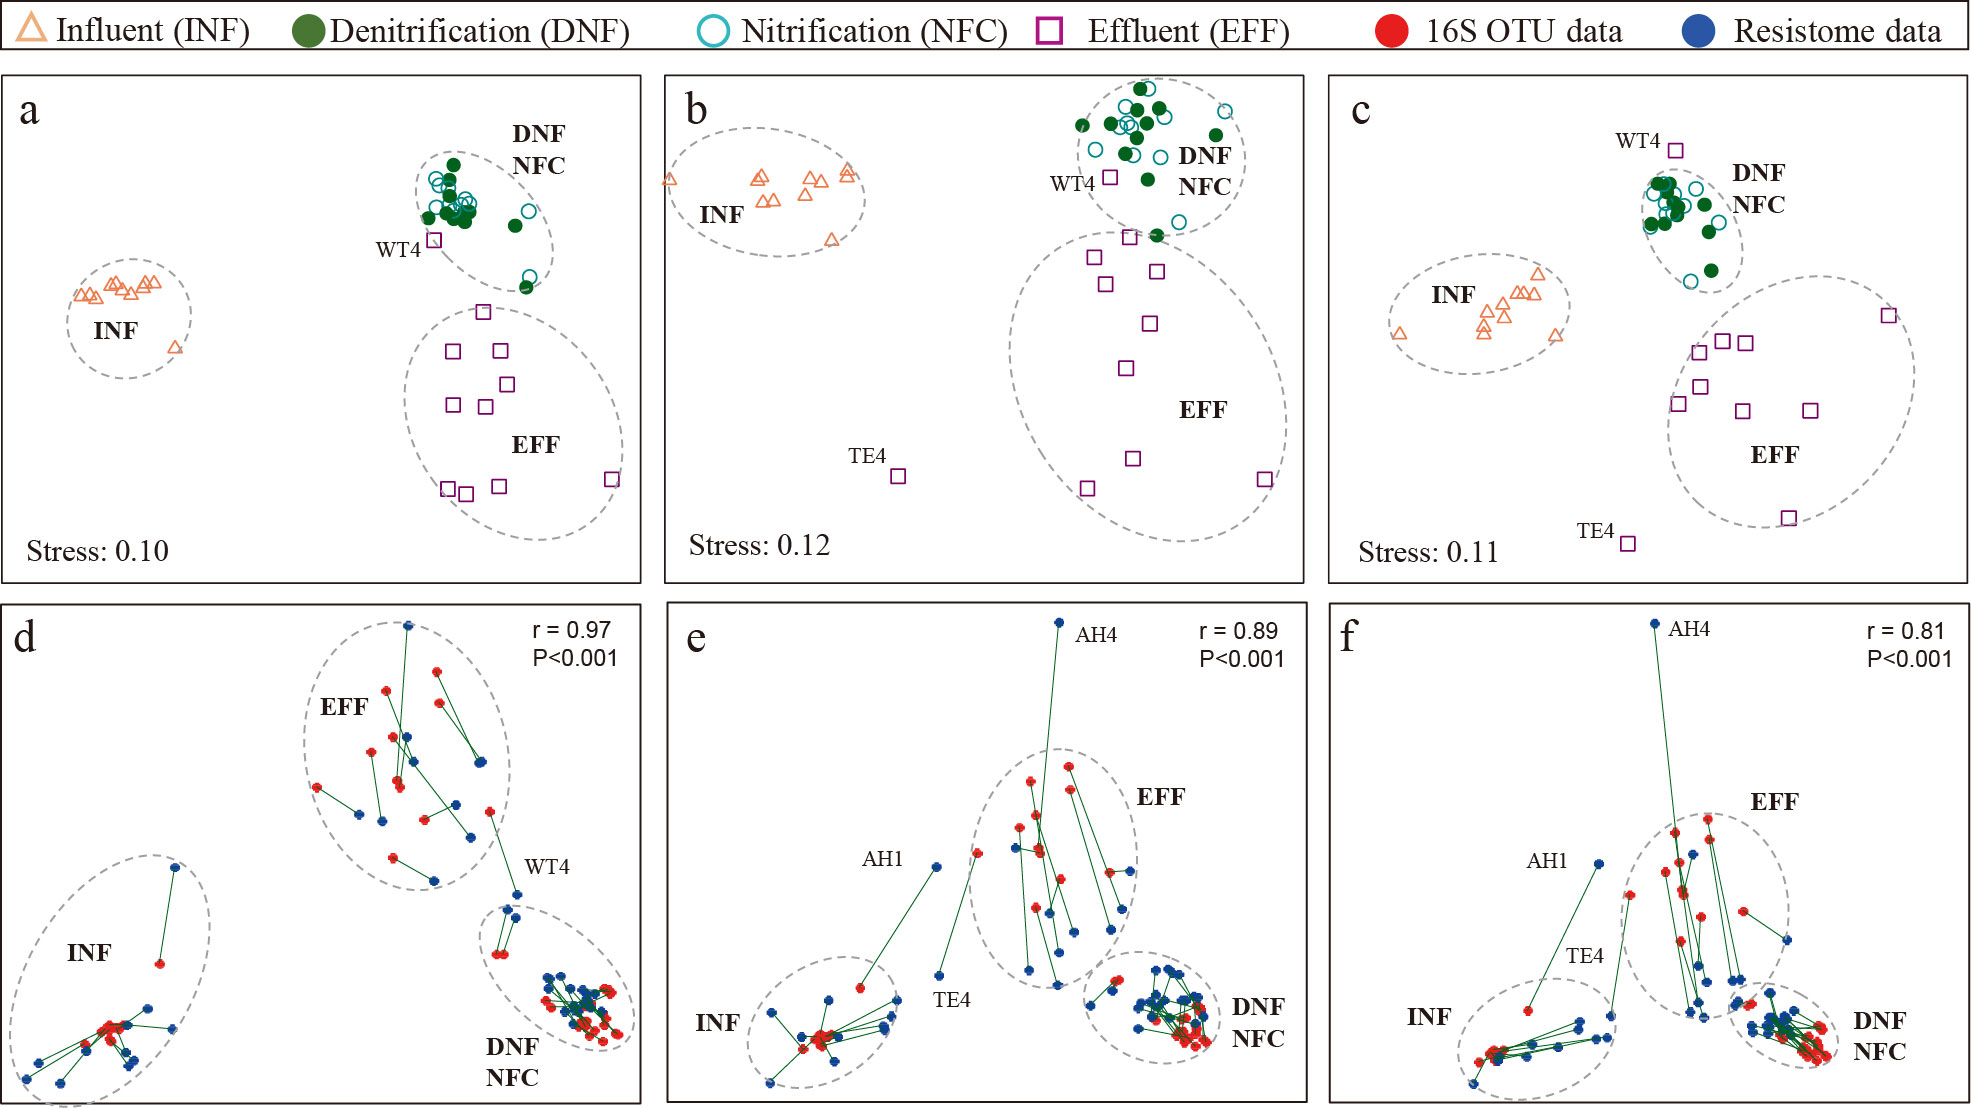 Influent (INF) Denitrification (DNF) Nitrification (NFC) Effluent (EFF) 16S OTU data Resistome data
a
DNF
NFC
WT4
INF
EFF
Stress: 0.10
b
DNF
NFC
WT4
INF
EFF
TE4
Stress: 0.12
c
WT4
DNF
NFC
INF
EFF
TE4
Stress: 0.11
d
r = 0.97
P<0.001
EFF
WT4
INF
DNF
NFC
e
AH4
r = 0.89
P<0.001
EFF
AH1
TE4
INF
DNF
NFC
f
AH4
r = 0.81
P<0.001
EFF
AH1
TE4
INF
DNF
NFC